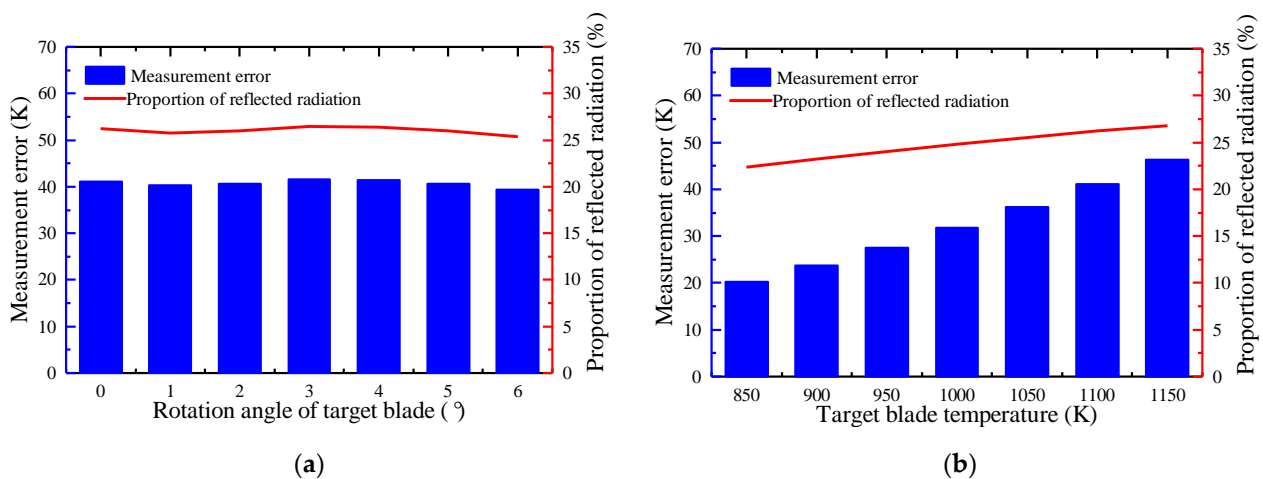 70
60
50
40
30
20
10
0
Measurement error (K)
Measurement error
Proportion of reflected radiation
35
30
25
20
15
10
5
0
Proportion of reflected radiation (%)
0 1 2 3 4 5 6
Rotation angle of target blade (°)
(a)
70
60
50
40
30
20
10
0
Measurement error (K)
Measurement error
Proportion of reflected radiation
35
30
25
20
15
10
5
0
Proportion of reflected radiation (%)
850 900 950 1000 1050 1100 1150
Target blade temperature (K)
(b)